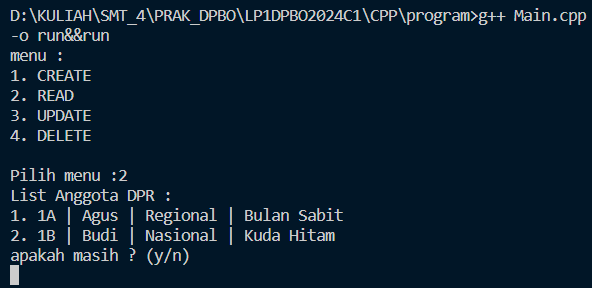 D:\KULIAH\SMT_4\PRAK_DPBO\LP1DPBO2024C1\CPP\program>g++ Main.cpp
-o run&&run
menu :
1. CREATE
2. READ
3. UPDATE
4. DELETE
Pilih menu :2
List Anggota DPR :
1. 1A | Agus | Regional | Bulan Sabit
2. 1B | Budi | Nasional | Kuda Hitam
apakah masih ? (y/n)